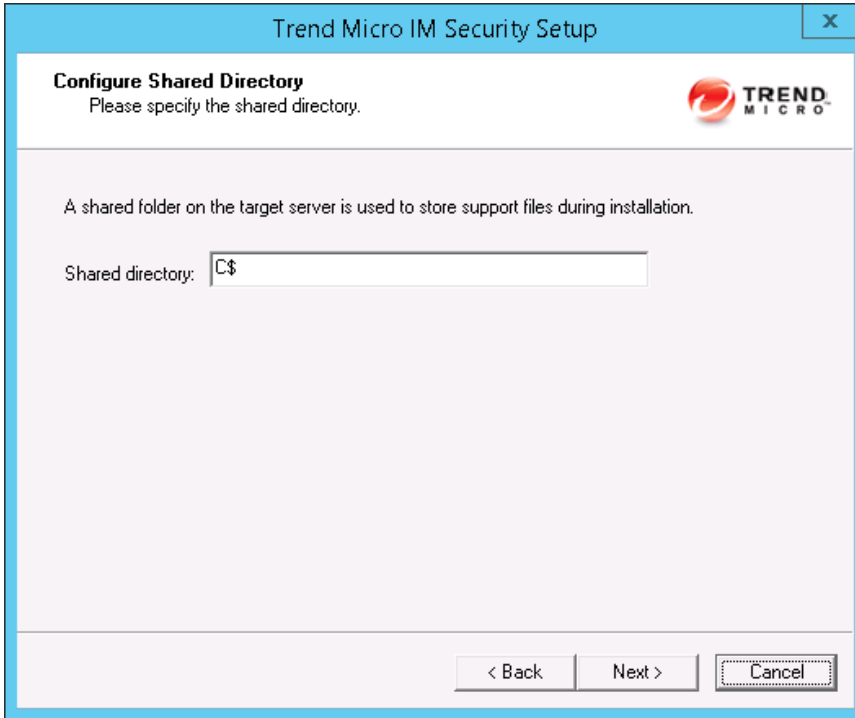 Trend Micro IM Security Setup
x
Configure Shared Directory
Please specify the shared directory.
TREND
MICRO
A shared folder on the target server is used to store support files during installation.
Shared directory: C$
< Back Next > Cancel